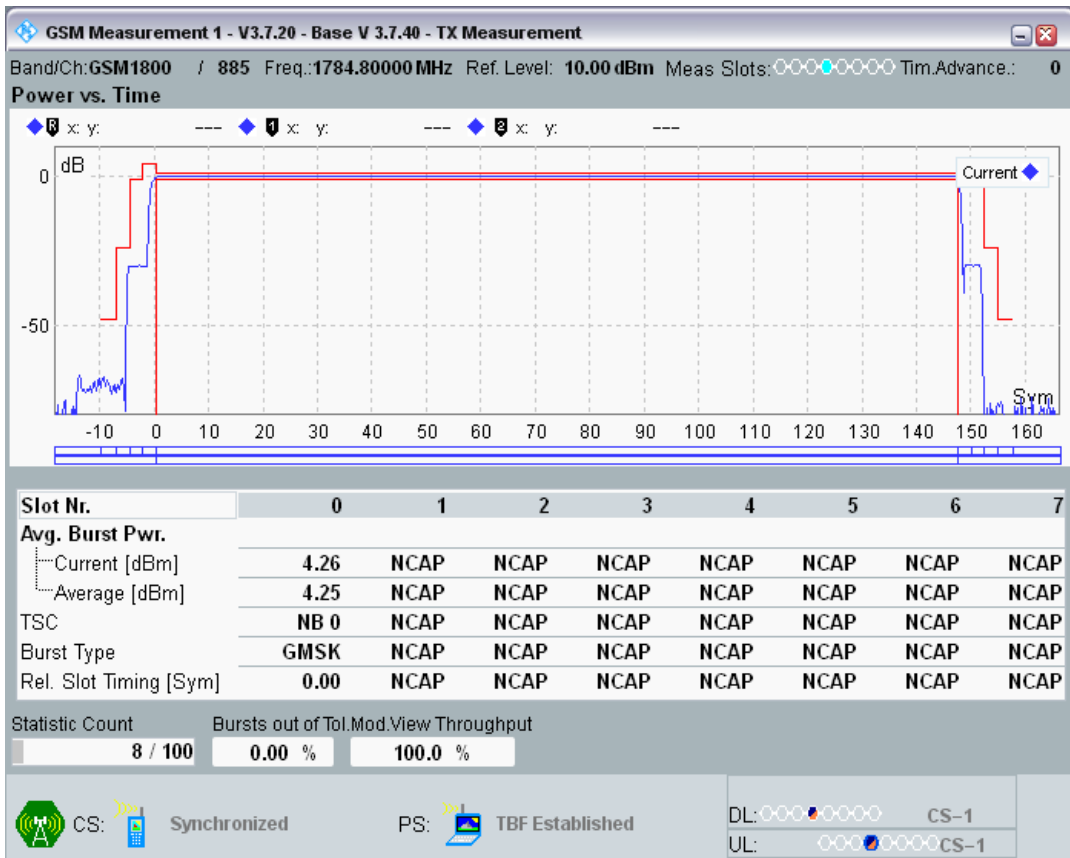 GSM Measurement 1 - V3.7.20 - Base V 3.7.40 - TX Measurement
Band/Ch:GSM1800 / 885 Freq.:1784.80000 MHz Ref. Level: 10.00 dBm Meas Slots: Tim.Advance.: 0
Power vs. Time
R x: y: --- 1 x: y: --- 2 x: y: ---
dB
Current
0
-50
Sym
-10 0 10 20 30 40 50 60 70 80 90 100 110 120 130 140 150 160
Slot Nr. 0 1 2 3 4 5 6 7
Avg. Burst Pwr.
Current [dBm] 4.26 NCAP NCAP NCAP NCAP NCAP NCAP NCAP
Average [dBm] 4.25 NCAP NCAP NCAP NCAP NCAP NCAP NCAP
TSC NB 0 NCAP NCAP NCAP NCAP NCAP NCAP NCAP
Burst Type GMSK NCAP NCAP NCAP NCAP NCAP NCAP NCAP
Rel. Slot Timing [Sym] 0.00 NCAP NCAP NCAP NCAP NCAP NCAP NCAP
Statistic Count Bursts out of Tol.Mod.View Throughput
8 / 100 0.00 % 100.0 %
CS: Synchronized PS: TBF Established
DL: CS-1
UL: CS-1